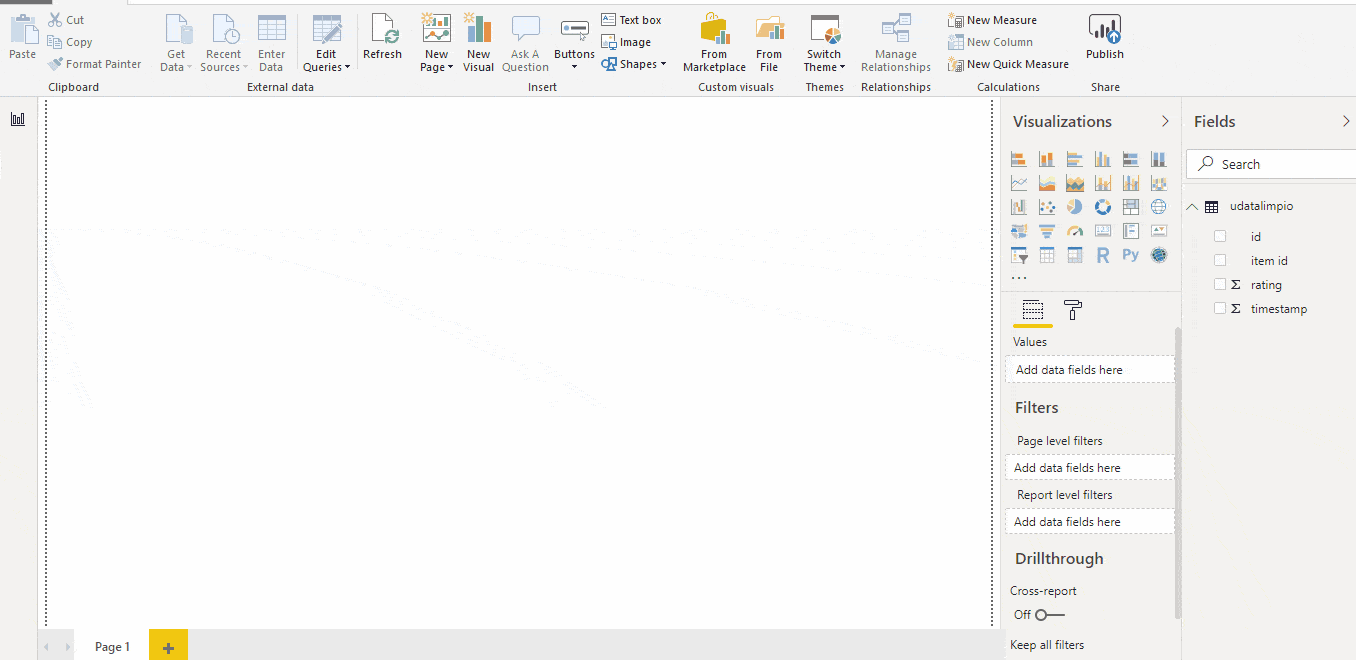 Paste
Cut
Copy
Format Painter
Clipboard
Get Data
Recent Sources
Enter Data
Edit Queries
Refresh
External data
New Page
New Visual
Ask A Question
Buttons
Text box
Image
Shapes
Insert
From Marketplace
From File
Custom visuals
Switch Theme
Themes
Manage Relationships
Relationships
New Measure
New Column
New Quick Measure
Calculations
Publish
Share
Visualizations
R
Py
...
Values
Add data fields here
Filters
Page level filters
Add data fields here
Report level filters
Add data fields here
Drillthrough
Cross-report
Off
Keep all filters
Fields
Search
udatalimpio
id
item id
Σ rating
Σ timestamp
Page 1
+